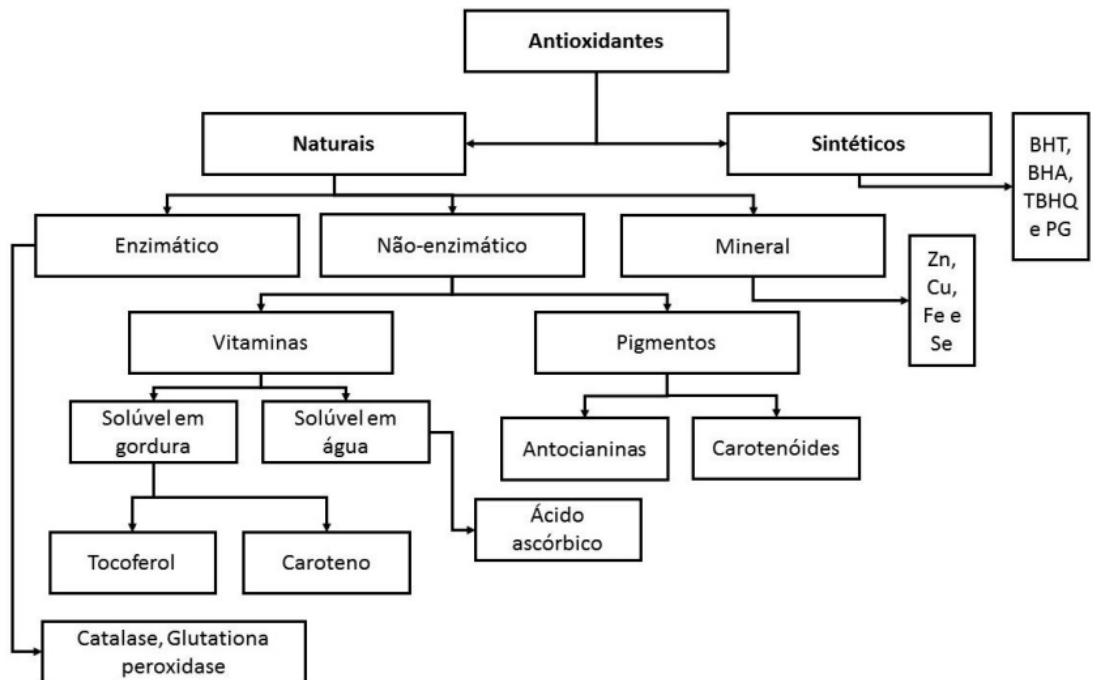 Antioxidantes
Naturais
Sintéticos
BHT,
BHA,
TBHQ
e PG
Enzimático
Não-enzimático
Mineral
Zn,
Cu,
Fe e
Se
Vitaminas
Pigmentos
Solúvel em
gordura
Solúvel em
água
Antocianinas
Carotenóides
Ácido
ascórbico
Tocoferol
Caroteno
Catalase, Glutationa
peroxidase